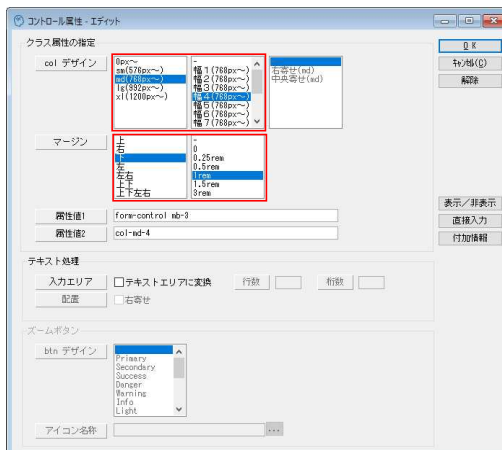 コントロール属性 - エディット
クラス属性の指定
col デザイン
0px～
sm(576px～)
md(768px～)
lg(992px～)
xl(1200px～)
-
幅1(768px～)
幅2(768px～)
幅3(768px～)
幅4(768px～)
幅5(768px～)
幅6(768px～)
幅7(768px～)
右寄せ(md)
中央寄せ(md)
OK
ｷｬﾝｾﾙ(C)
解除
マージン
上
右
下
左
左右
上下
上下左右
-
0
0.25rem
0.5rem
1rem
1.5rem
3rem
表示／非表示
直接入力
付加情報
属性値1 form-control mb-3
属性値2 col-md-4
テキスト処理
入力エリア テキストエリアに変換 行数 桁数
配置 右寄せ
ズームボタン
btn デザイン
Primary
Secondary
Success
Danger
Warning
Info
Light
アイコン名称 ...